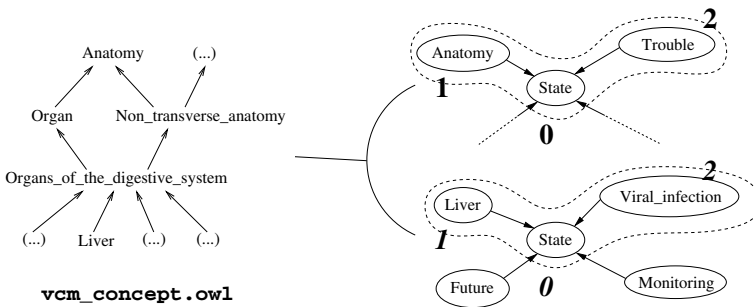 Anatomy
(...)
Organ
Non_transverse_anatomy
Organs_of_the_digestive_system
(...)
Liver
(...)
(...)
vcm_concept.owl
2
Anatomy
Trouble
1
State
0
2
Liver
Viral_infection
1
State
0
Future
Monitoring